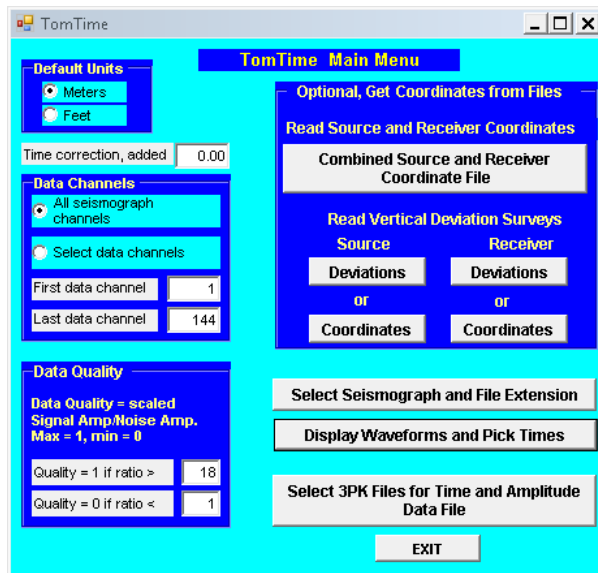 TomTime
TomTime Main Menu
Default Units
Meters
Feet
Time correction, added 0.00
Data Channels
All seismograph
channels
Select data channels
First data channel 1
Last data channel 144
Data Quality
Data Quality = scaled
Signal Amp/Noise Amp.
Max = 1, min = 0
Quality = 1 if ratio > 18
Quality = 0 if ratio < 1
Optional, Get Coordinates from Files
Read Source and Receiver Coordinates
Combined Source and Receiver
Coordinate File
Read Vertical Deviation Surveys
Source Receiver
Deviations Deviations
or or
Coordinates Coordinates
Select Seismograph and File Extension
Display Waveforms and Pick Times
Select 3PK Files for Time and Amplitude
Data File
EXIT